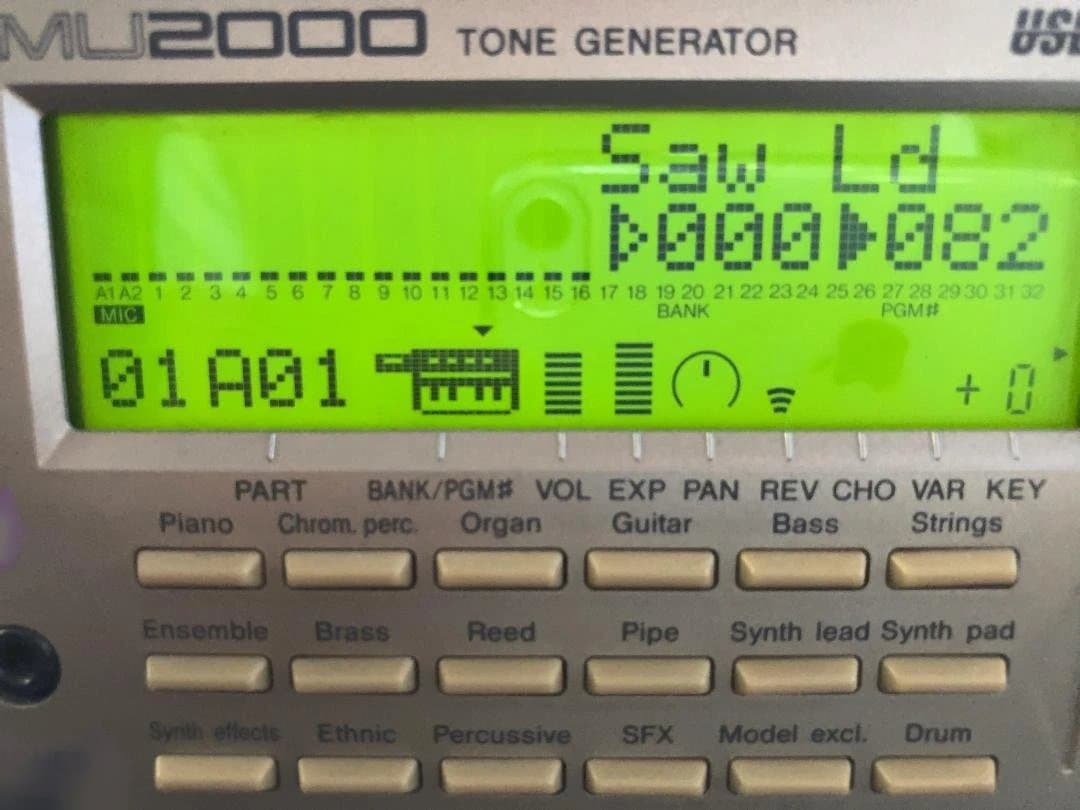 MU2000 TONE GENERATOR USB
Saw Ld
000 082
A1 A2 1 2 3 4 5 6 7 8 9 10 11 12 13 14 15 16 17 18 19 20 21 22 23 24 25 26 27 28 29 30 31 32
MIC BANK PGM#
01 A01 + 0
PART BANK/PGM# VOL EXP PAN REV CHO VAR KEY
Piano Chrom. perc. Organ Guitar Bass Strings
Ensemble Brass Reed Pipe Synth lead Synth pad
Synth effects Ethnic Percussive SFX Model excl. Drum